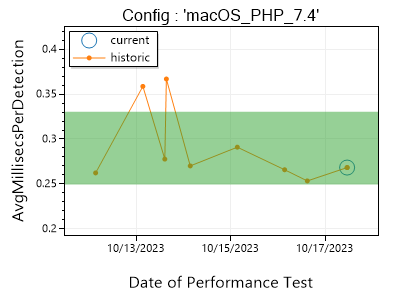 Config : 'macOS_PHP_7.4'
current
historic
0.4
0.35
0.3
0.25
0.2
AvgMillisecsPerDetection
10/13/2023
10/15/2023
10/17/2023
Date of Performance Test